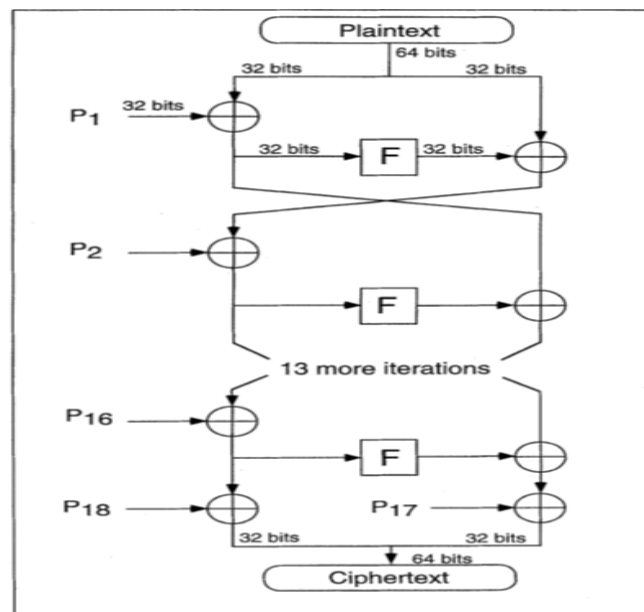 Plaintext
64 bits
32 bits 32 bits
P1 32 bits
32 bits F 32 bits
P2
F
13 more iterations
P16
F
P18 P17
32 bits 32 bits
64 bits
Ciphertext